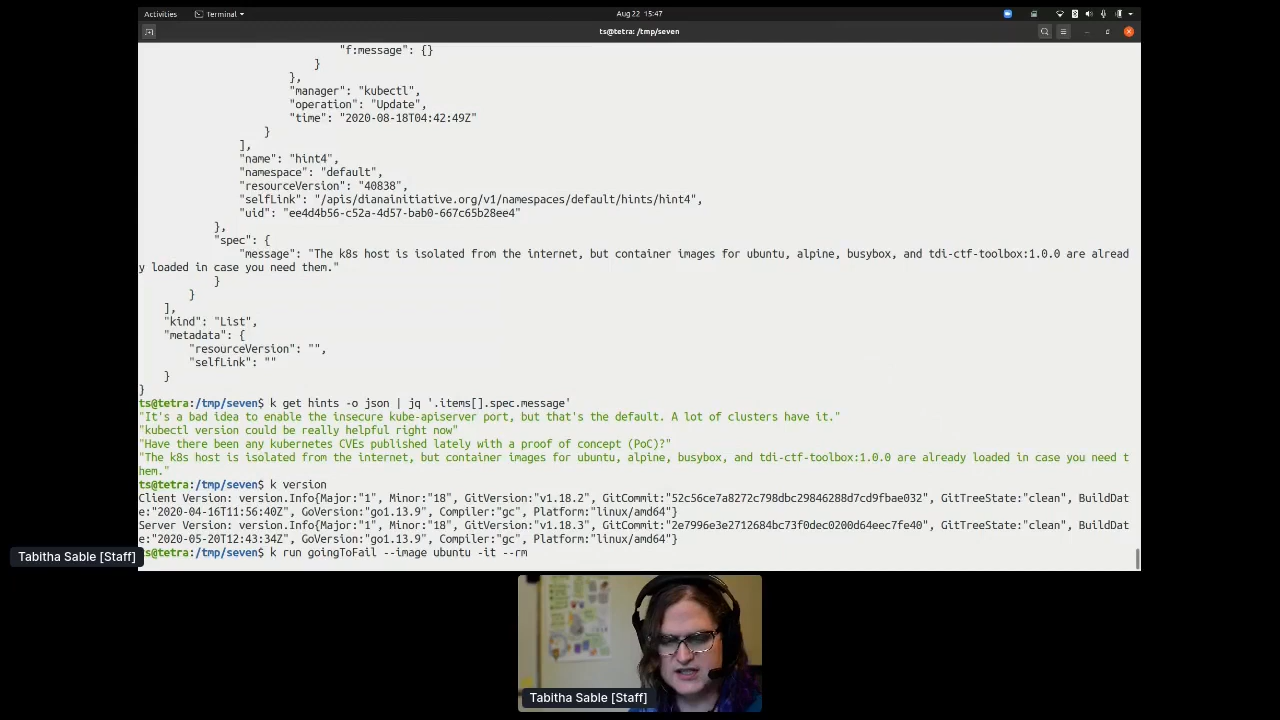 Activities
Terminal
Aug 22 15:47
ts@tetra: /tmp/seven
"f:message": {}
}
},
"manager": "kubectl",
"operation": "Update",
"time": "2020-08-18T04:42:49Z"
}
],
"name": "hint4",
"namespace": "default",
"resourceVersion": "40838",
"selfLink": "/apis/dianainitiative.org/v1/namespaces/default/hints/hint4",
"uid": "ee4d4b56-c52a-4d57-bab0-667c65b28ee4"
},
"spec": {
"message": "The k8s host is isolated from the internet, but container images for ubuntu, alpine, busybox, and tdi-ctf-toolbox:1.0.0 are alread
y loaded in case you need them."
}
}
],
"kind": "List",
"metadata": {
"resourceVersion": "",
"selfLink": ""
}
}
ts@tetra:/tmp/seven$ k get hints -o json | jq '.items[].spec.message'
"It's a bad idea to enable the insecure kube-apiserver port, but that's the default. A lot of clusters have it."
"kubectl version could be really helpful right now"
"Have there been any kubernetes CVEs published lately with a proof of concept (PoC)?"
"The k8s host is isolated from the internet, but container images for ubuntu, alpine, busybox, and tdi-ctf-toolbox:1.0.0 are already loaded in case you need t
hem."
ts@tetra:/tmp/seven$ k version
Client Version: version.Info{Major:"1", Minor:"18", GitVersion:"v1.18.2", GitCommit:"52c56ce7a8272c798dbc29846288d7cd9fbae032", GitTreeState:"clean", BuildDat
e:"2020-04-16T11:56:40Z", GoVersion:"go1.13.9", Compiler:"gc", Platform:"linux/amd64"}
Server Version: version.Info{Major:"1", Minor:"18", GitVersion:"v1.18.3", GitCommit:"2e7996e3e2712684bc73f0dec0200d64eec7fe40", GitTreeState:"clean", BuildDat
e:"2020-05-20T12:43:34Z", GoVersion:"go1.13.9", Compiler:"gc", Platform:"linux/amd64"}
ts@tetra:/tmp/seven$ k run goingToFail --image ubuntu -it --rm
Tabitha Sable [Staff]
Tabitha Sable [Staff]